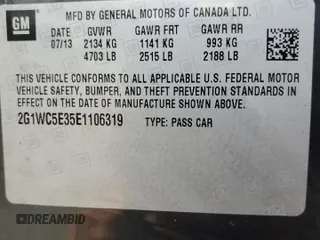 GM
MFD BY GENERAL MOTORS OF CANADA LTD.
DATE GVWR GAWR FRT GAWR RR
07/13 2134 KG 1141 KG 993 KG
4703 LB 2515 LB 2188 LB
THIS VEHICLE CONFORMS TO ALL APPLICABLE U.S. FEDERAL MOTOR
VEHICLE SAFETY, BUMPER, AND THEFT PREVENTION STANDARDS
IN EFFECT ON THE DATE OF MANUFACTURE SHOWN ABOVE.
2G1WC5E35E1106319 TYPE: PASS CAR
DREAMBID